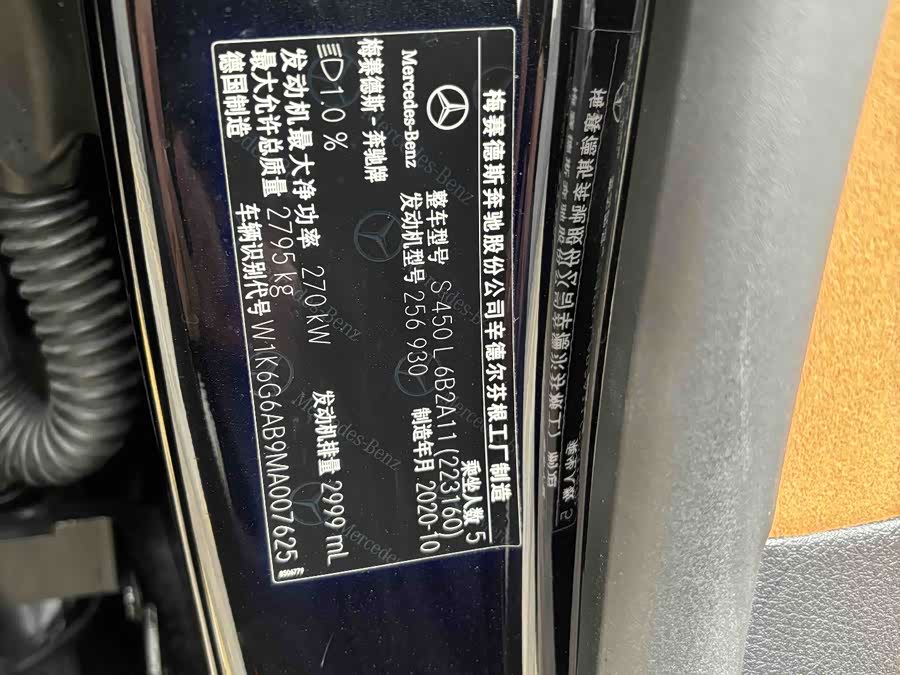 梅赛德斯奔驰股份公司辛德尔芬根工厂制造
Mercedes-Benz
乘坐人数 5
整车型号 S 450 L 6B2A11(223160)
梅赛德斯-奔驰牌
发动机型号 256 930
制造年月 2020-10
1.0 %
发动机最大净功率 270 kW
发动机排量 2999 mL
最大允许总质量 2795 kg
德国制造
车辆识别代号 W1K6G6AB9MA007625